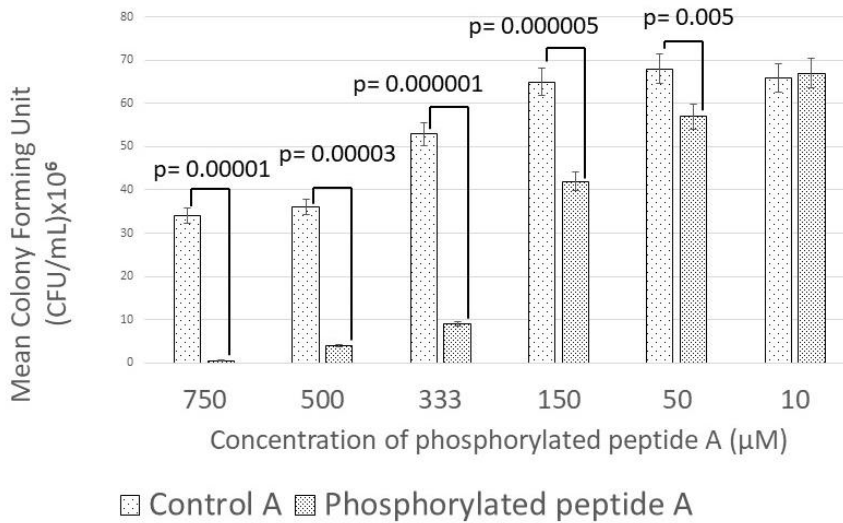 p= 0.000005
p= 0.005
p= 0.000001
p= 0.00001
p= 0.00003
Mean Colony Forming Unit
(CFU/mL)x10⁶
80
70
60
50
40
30
20
10
0
750 500 333 150 50 10
Concentration of phosphorylated peptide A (µM)
Control A Phosphorylated peptide A